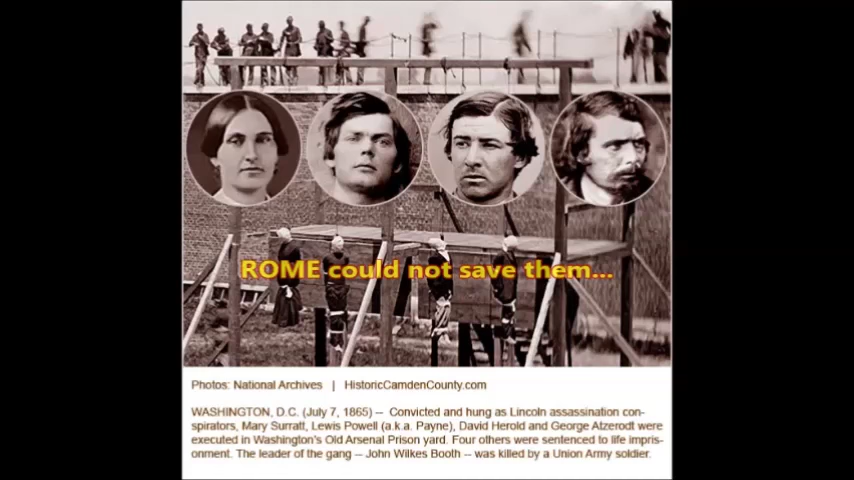 ROME could not save them...
Photos: National Archives | HistoricCamdenCounty.com
WASHINGTON, D.C. (July 7, 1865) -- Convicted and hung as Lincoln assassination con-
spirators, Mary Surratt, Lewis Powell (a.k.a. Payne), David Herold and George Atzerodt were
executed in Washington's Old Arsenal Prison yard. Four others were sentenced to life impris-
onment. The leader of the gang -- John Wilkes Booth -- was killed by a Union Army soldier.